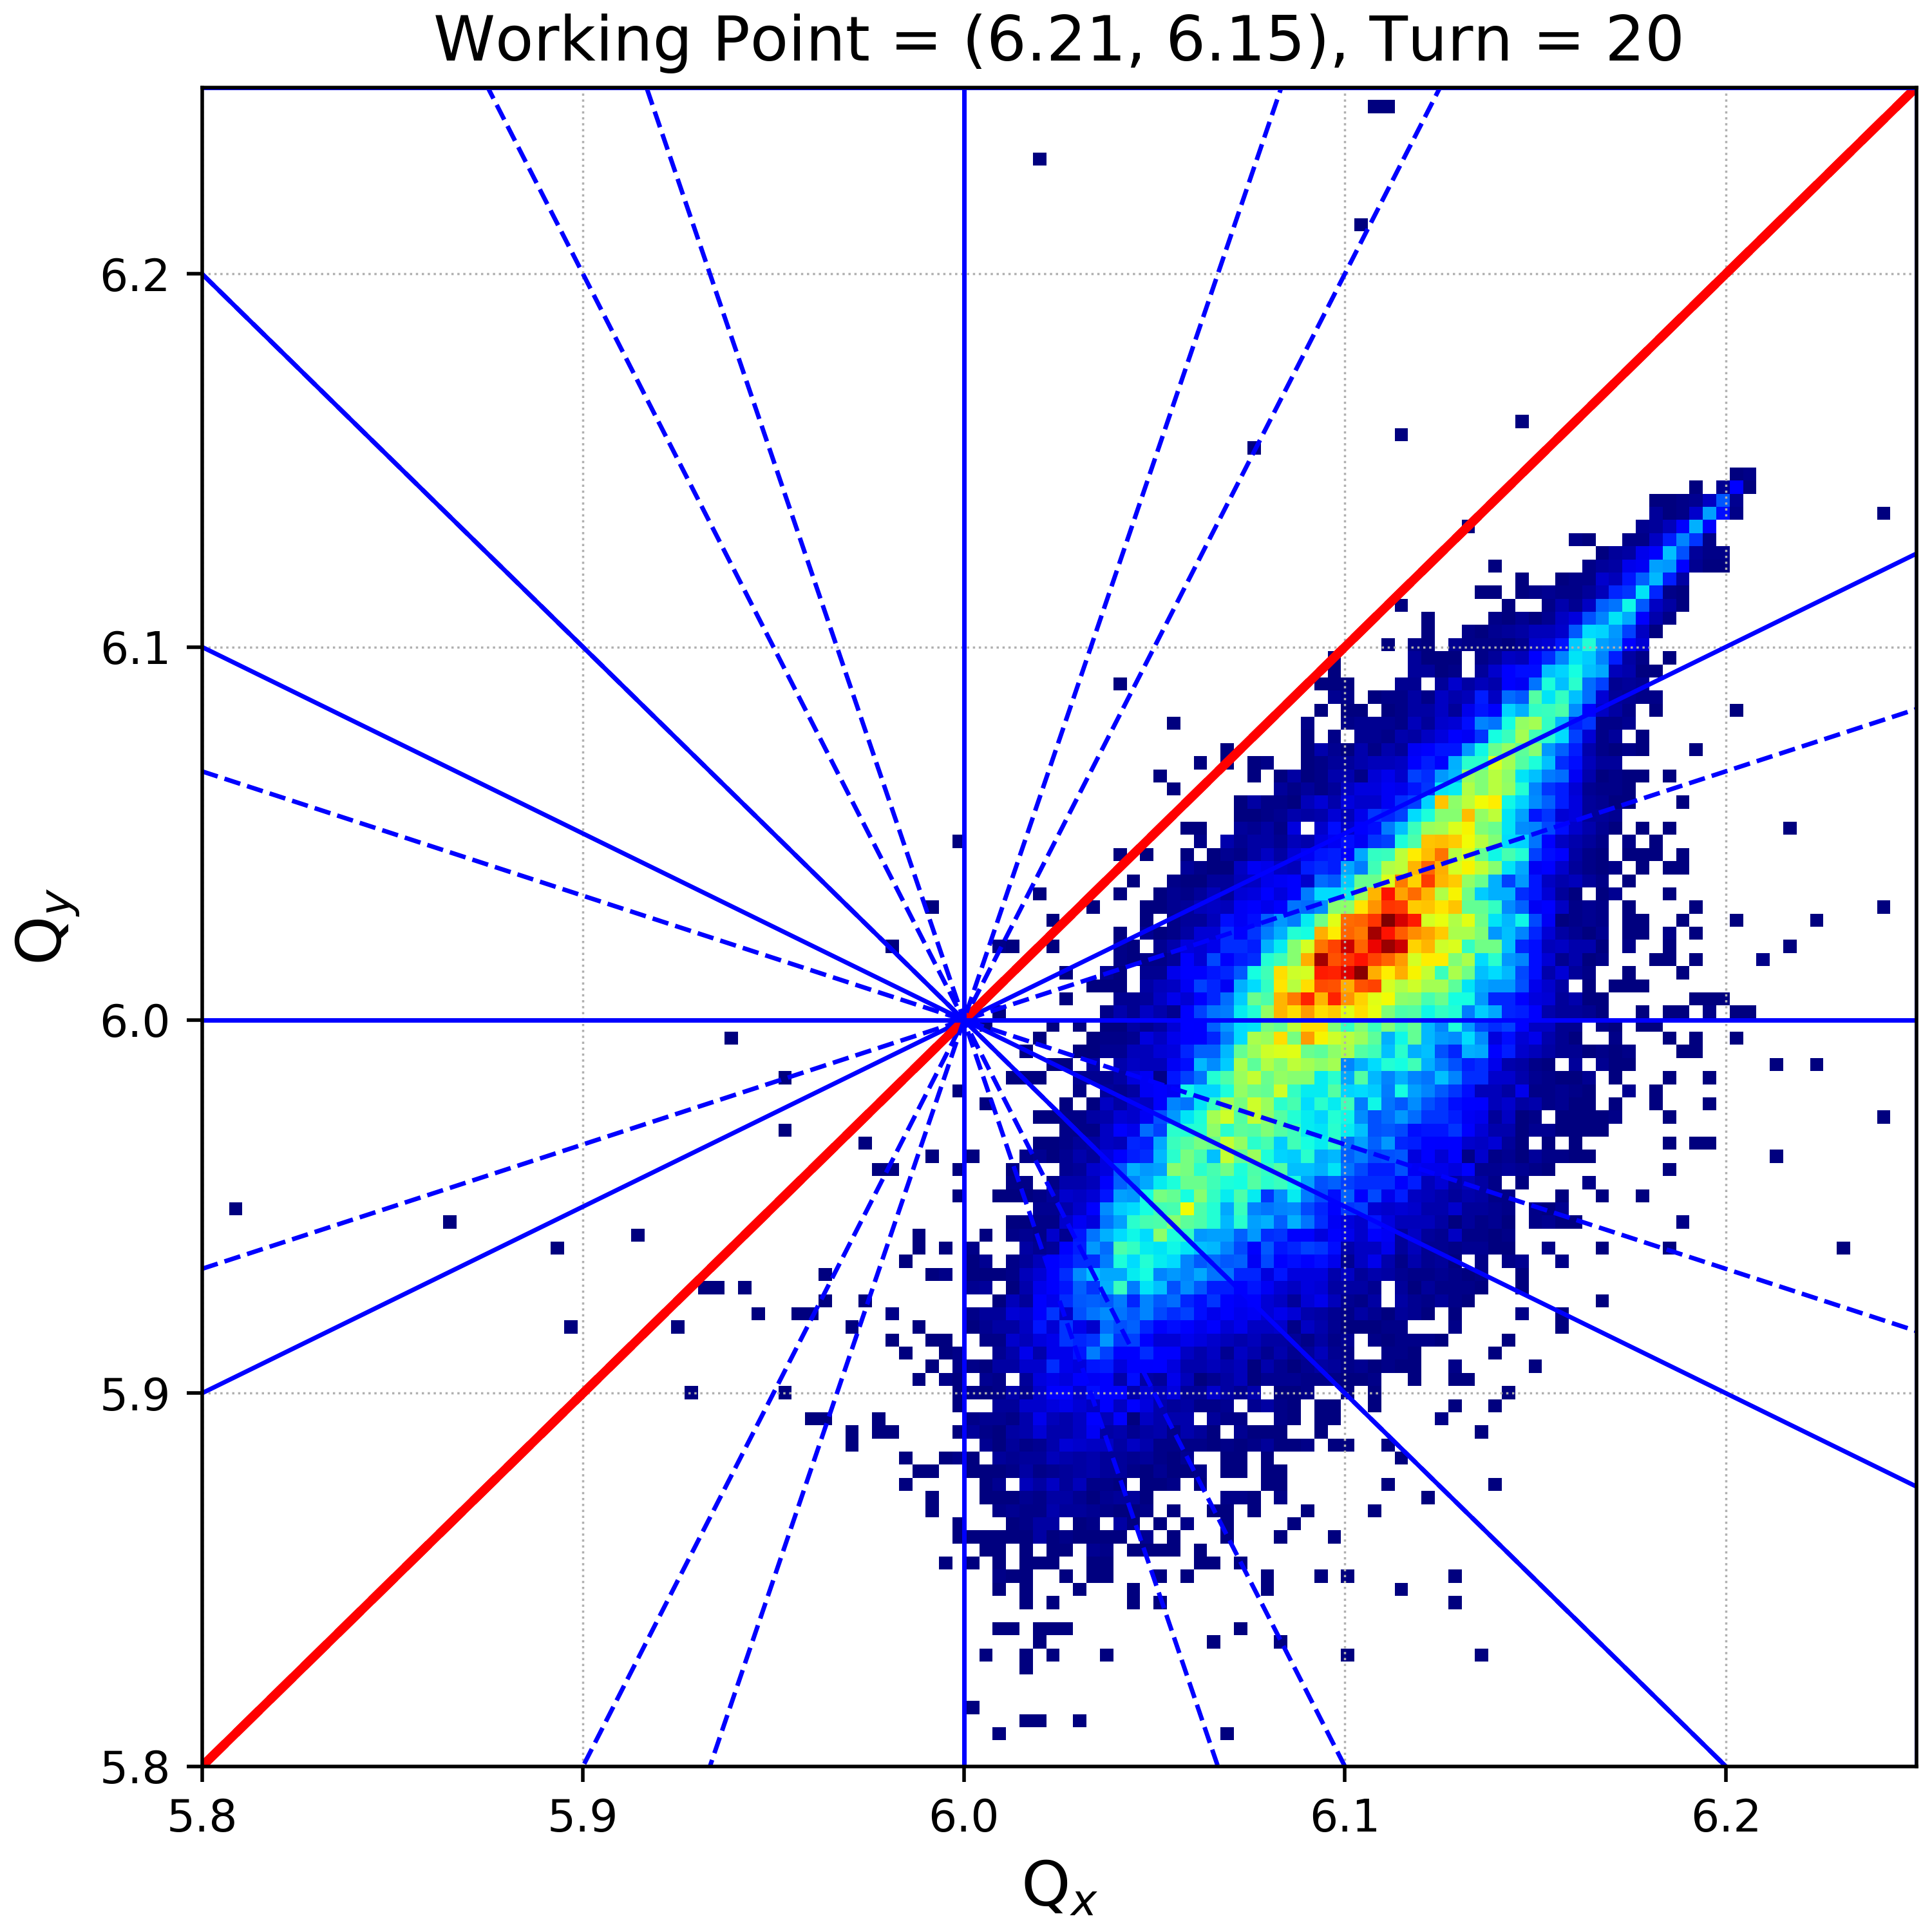 Working Point = (6.21, 6.15), Turn = 20
6.2
6.1
6.0
5.9
5.8
Qy
5.8 5.9 6.0 6.1 6.2
Qx